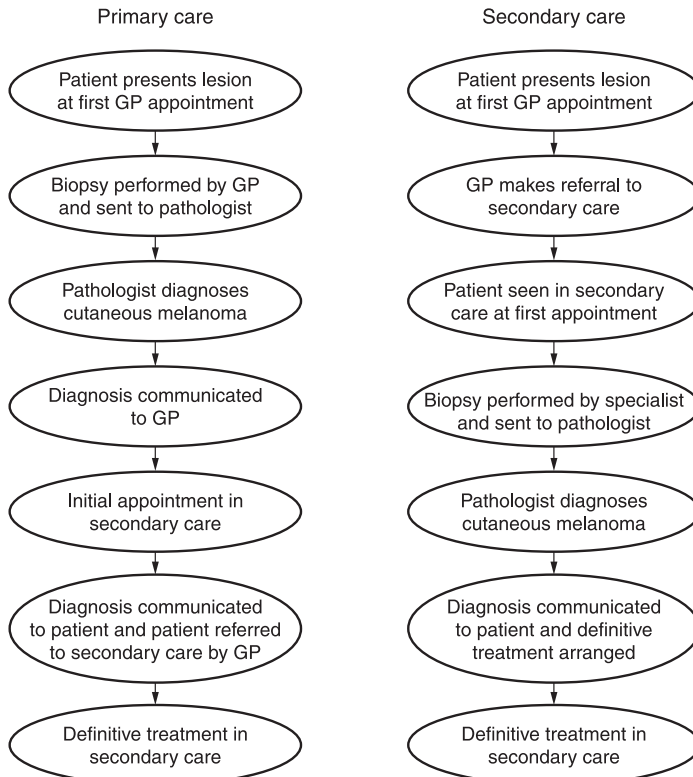 Primary care
Patient presents lesion
at first GP appointment
Biopsy performed by GP
and sent to pathologist
Pathologist diagnoses
cutaneous melanoma
Diagnosis communicated
to GP
Initial appointment in
secondary care
Diagnosis communicated
to patient and patient referred
to secondary care by GP
Definitive treatment in
secondary care
Secondary care
Patient presents lesion
at first GP appointment
GP makes referral to
secondary care
Patient seen in secondary
care at first appointment
Biopsy performed by specialist
and sent to pathologist
Pathologist diagnoses
cutaneous melanoma
Diagnosis communicated
to patient and definitive
treatment arranged
Definitive treatment in
secondary care